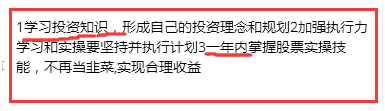 1学习投资知识，形成自己的投资理念和规划2加强执行力
学习和实操要坚持并执行计划3一年内掌握股票实操技
能，不再当韭菜,实现合理收益